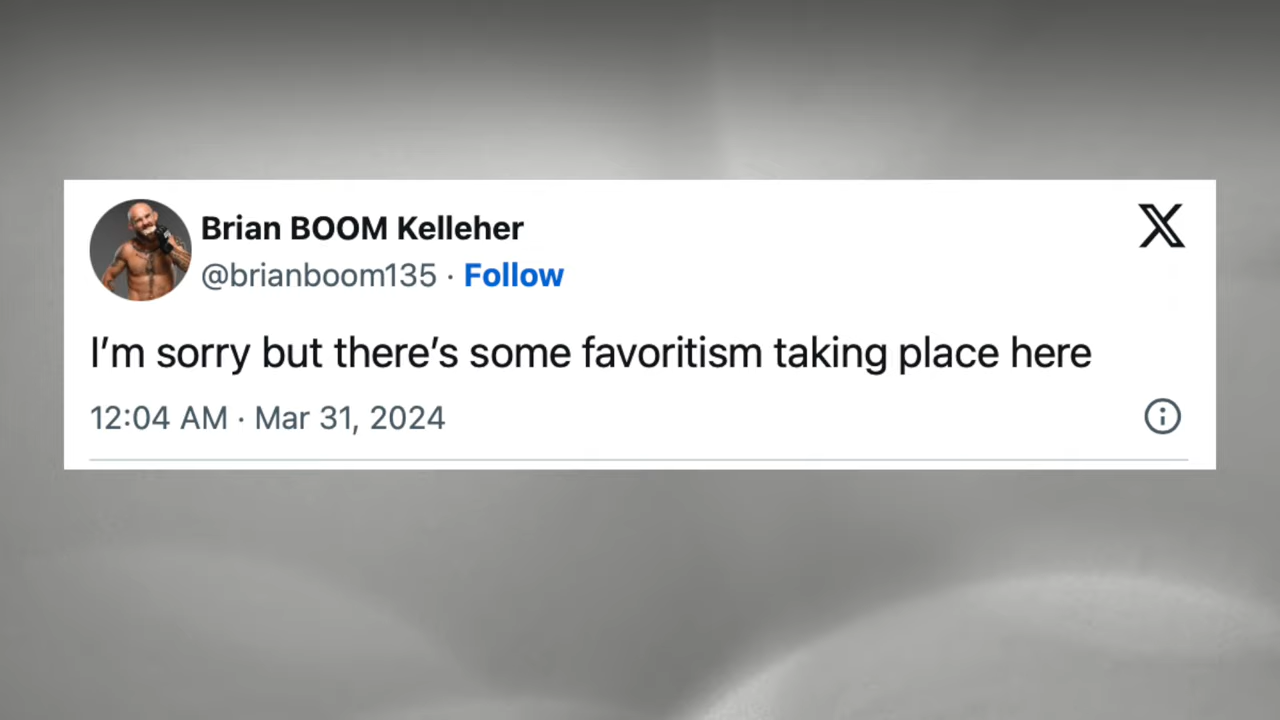 Brian BOOM Kelleher
@brianboom135 · Follow
I’m sorry but there’s some favoritism taking place here
12:04 AM · Mar 31, 2024